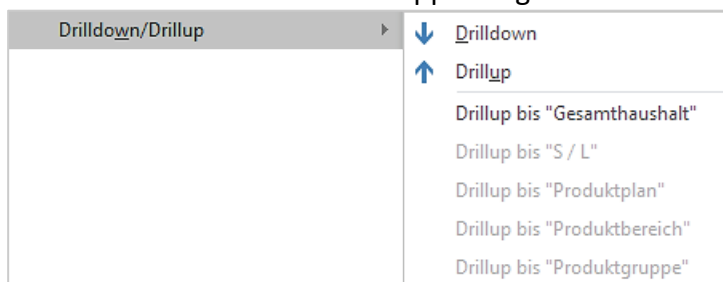 Drilldown/Drillup
Drilldown
Drillup
Drillup bis "Gesamthaushalt"
Drillup bis "S / L"
Drillup bis "Produktplan"
Drillup bis "Produktbereich"
Drillup bis "Produktgruppe"